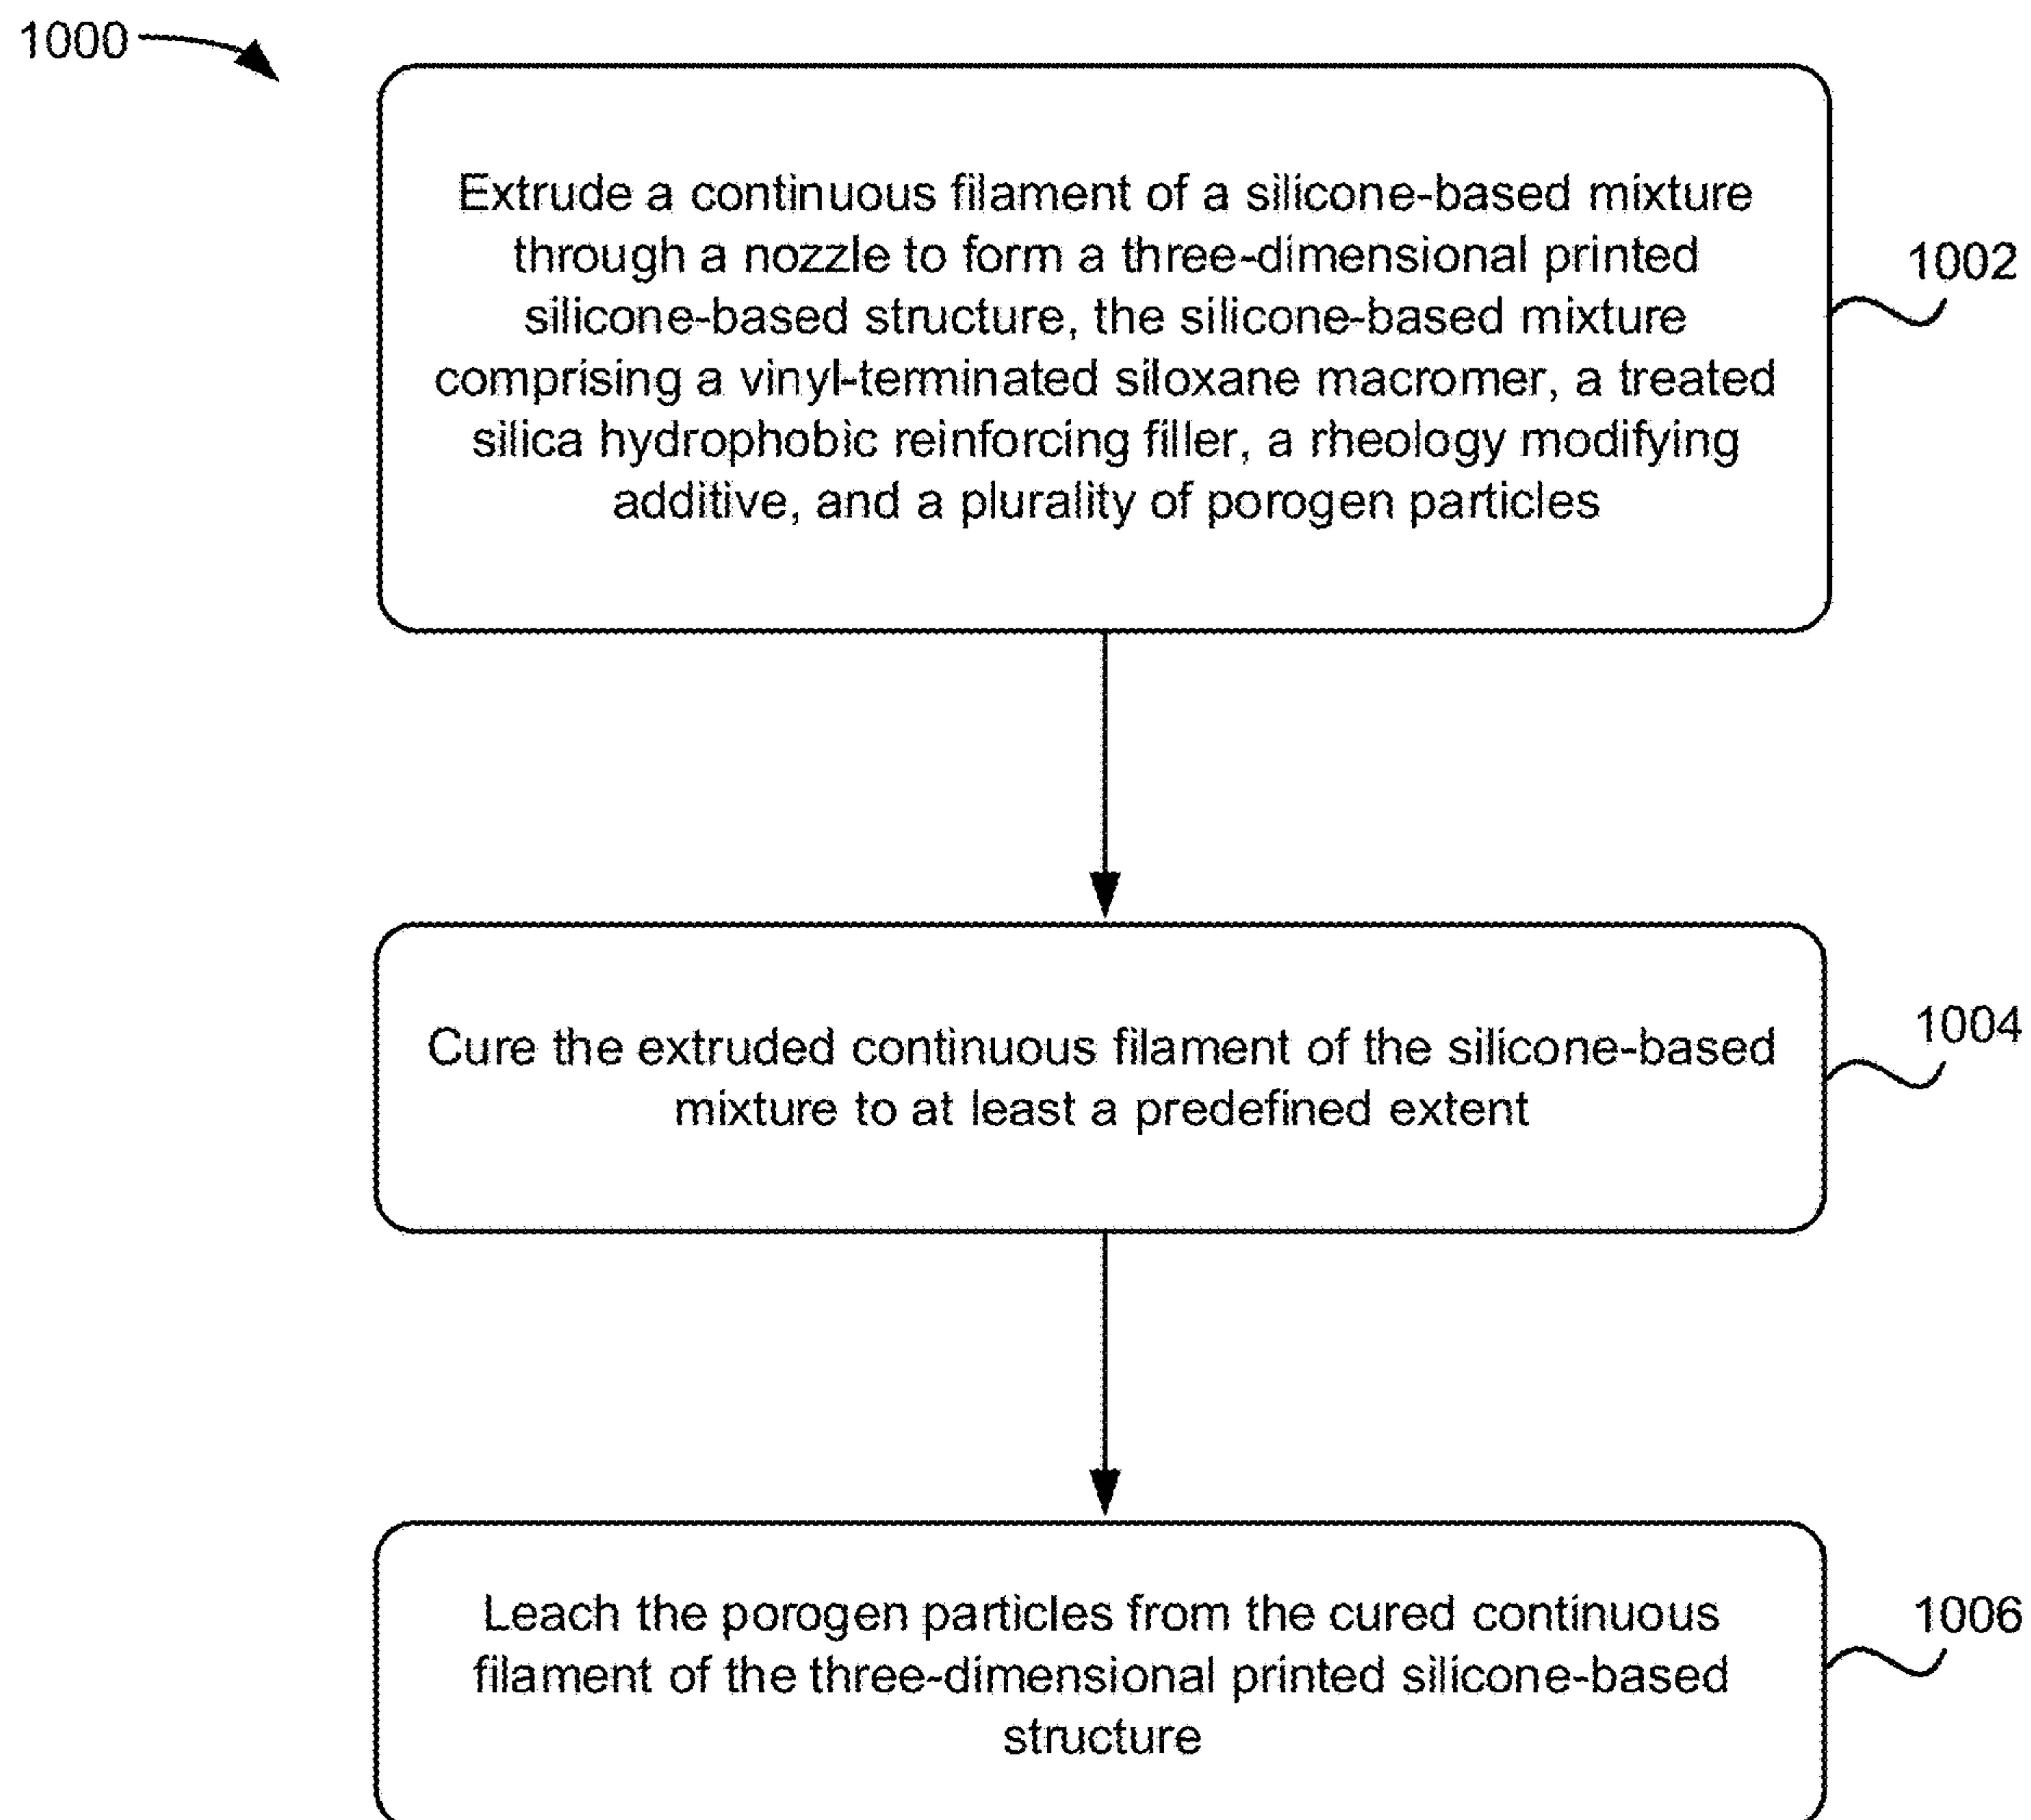 1000
Extrude a continuous filament of a silicone-based mixture
through a nozzle to form a three-dimensional printed
silicone-based structure, the silicone-based mixture
comprising a vinyl-terminated siloxane macromer, a treated
silica hydrophobic reinforcing filler, a rheology modifying
additive, and a plurality of porogen particles
1002
Cure the extruded continuous filament of the silicone-based
mixture to at least a predefined extent
1004
Leach the porogen particles from the cured continuous
filament of the three-dimensional printed silicone-based
structure
1006